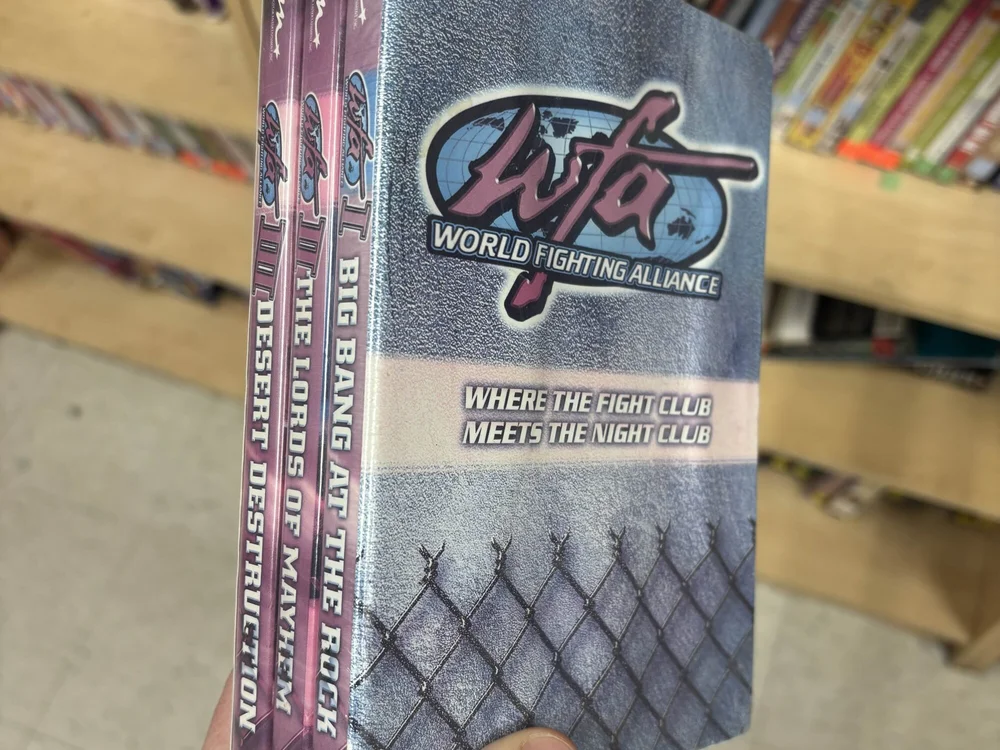 wfa
WORLD FIGHTING ALLIANCE
WHERE THE FIGHT CLUB
MEETS THE NIGHT CLUB
wfa I BIG BANG AT THE ROCK
wfa II THE LORDS OF MAYHEM
wfa III DESERT DESTRUCTION